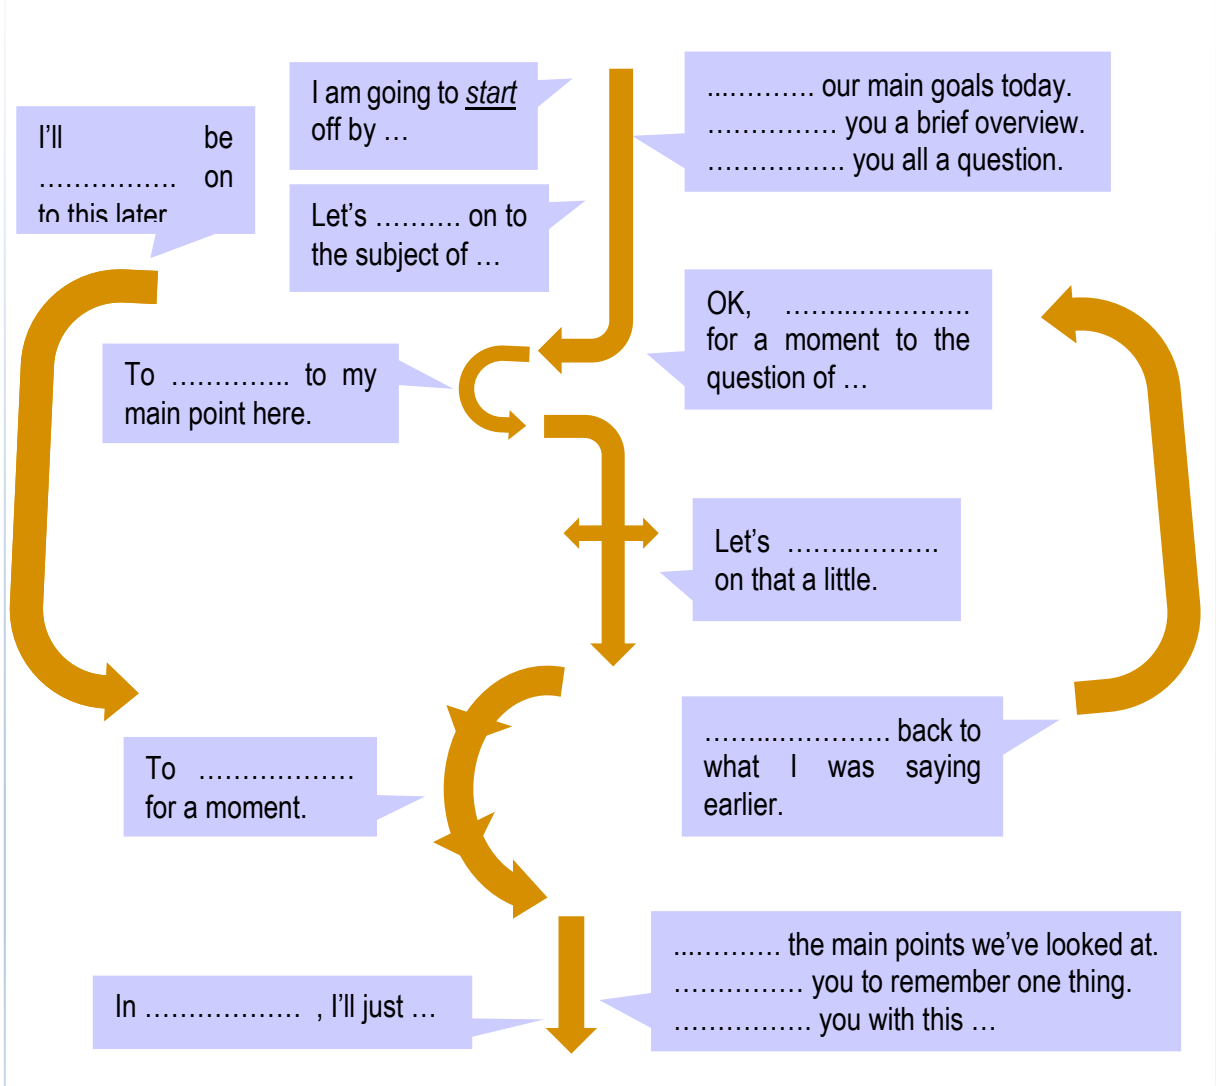 I am going to start
off by …
...………. our main goals today.
…………… you a brief overview.
……………. you all a question.
I'll be
……………. on
to this later
Let's ………. on to
the subject of …
OK, ……...………….
for a moment to the
question of …
To ………….. to my
main point here.
Let's ……..……….
on that a little.
……...…………. back to
what I was saying
earlier.
To ………………
for a moment.
...………. the main points we've looked at.
…………… you to remember one thing.
……………. you with this …
In ……………… , I'll just …